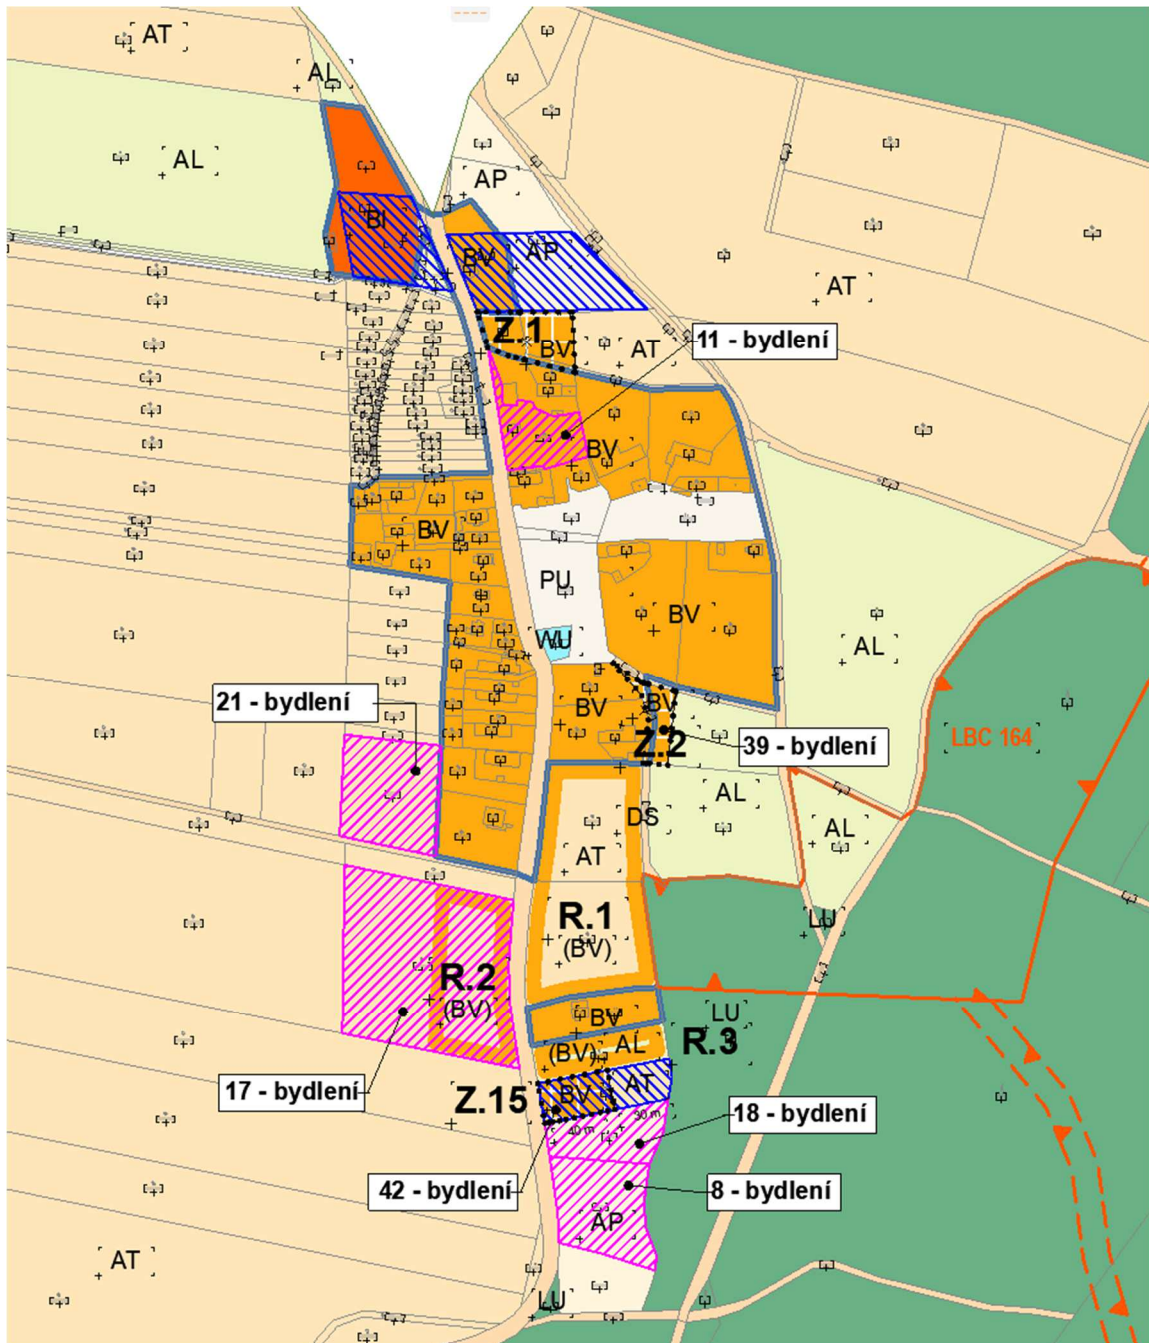 AT
AL
AL
AP
BI
BV
AP
AT
Z.1
BV
AT
11 - bydlení
BV
BV
PU
BV
WU
AL
21 - bydlení
BV
BV
Z.2
39 - bydlení
LBC 164
AL
DS
AL
AT
R.1
(BV)
LU
R.2
(BV)
BV
LU
R.3
(BV)
AL
17 - bydlení
Z.15
BV
AT
40 m
30 m
18 - bydlení
42 - bydlení
8 - bydlení
AP
AT
LU